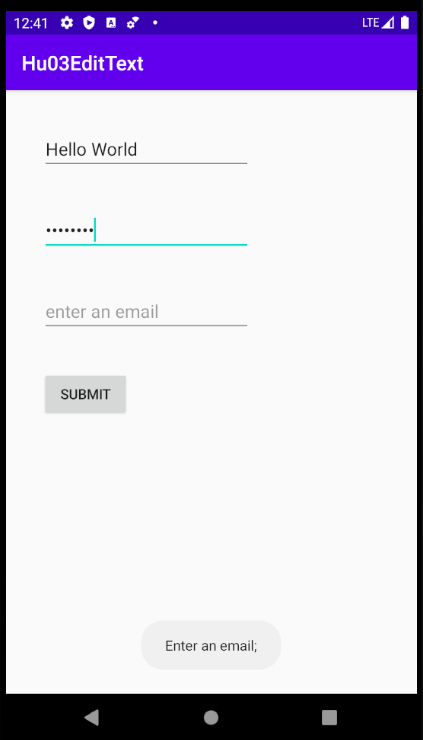 12:41 LTE
Hu03EditText
Hello World
••••••••
enter an email
SUBMIT
Enter an email;